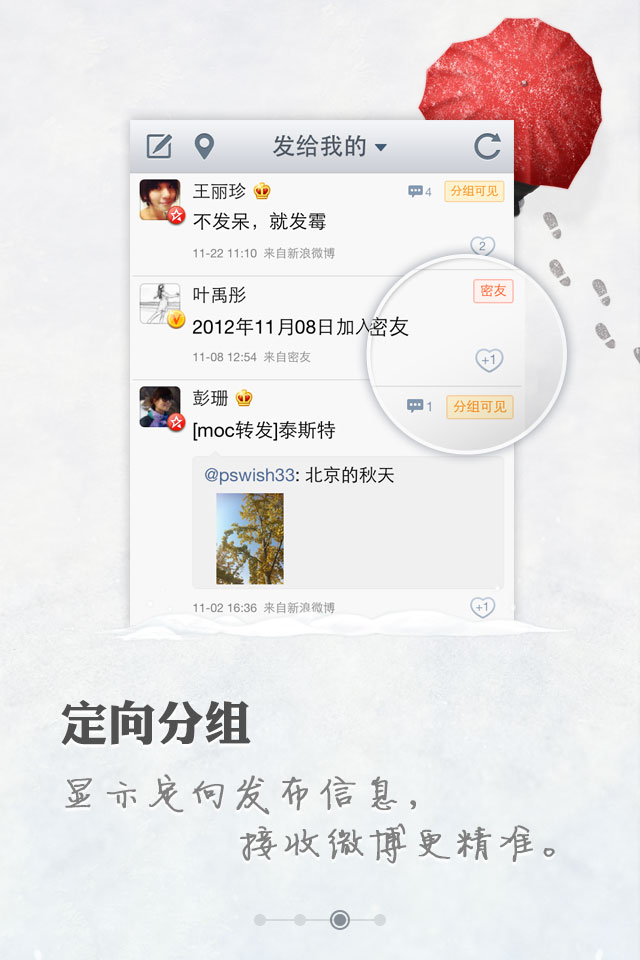 发给我的
王丽珍 4 分组可见
不发呆，就发霉
11-22 11:10 来自新浪微博 2
叶禹彤 密友
2012年11月08日加入密友
11-08 12:54 来自密友 +1
彭珊 1 分组可见
[moc转发]泰斯特
@pswish33: 北京的秋天
11-02 16:36 来自新浪微博 +1
定向分组
显示定向发布信息，
接收微博更精准。